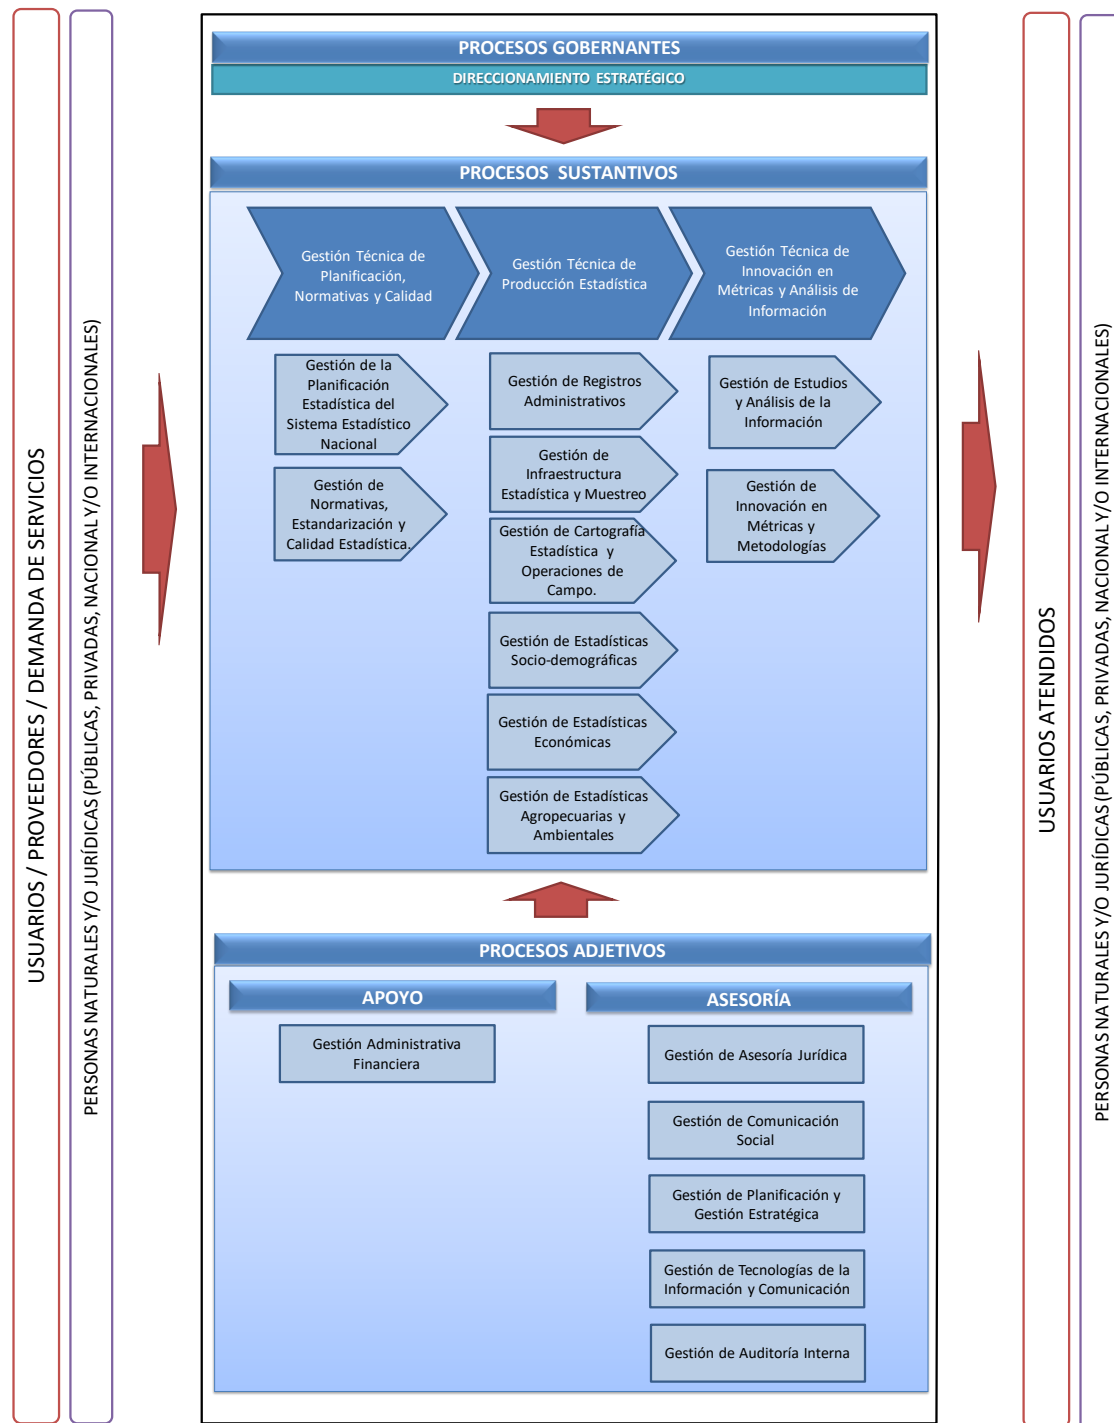 USUARIOS / PROVEEDORES / DEMANDA DE SERVICIOS
PERSONAS NATURALES Y/O JURÍDICAS (PÚBLICAS, PRIVADAS, NACIONAL Y/O INTERNACIONALES)
PROCESOS GOBERNANTES
DIRECCIONAMIENTO ESTRATÉGICO
PROCESOS SUSTANTIVOS
Gestión Técnica de
Planificación,
Normativas y Calidad
Gestión Técnica de
Producción Estadística
Gestión Técnica de
Innovación en
Métricas y Análisis de
Información
Gestión de la
Planificación
Estadística del
Sistema Estadístico
Nacional
Gestión de
Normativas,
Estandarización y
Calidad Estadística.
Gestión de Registros
Administrativos
Gestión de
Infraestructura
Estadística y Muestreo
Gestión de Cartografía
Estadística y
Operaciones de
Campo.
Gestión de Estadísticas
Socio-demográficas
Gestión de Estadísticas
Económicas
Gestión de Estadísticas
Agropecuarias y
Ambientales
Gestión de Estudios
y Análisis de la
Información
Gestión de
Innovación en
Métricas y
Metodologías
PROCESOS ADJETIVOS
APOYO
Gestión Administrativa
Financiera
ASESORÍA
Gestión de Asesoría Jurídica
Gestión de Comunicación
Social
Gestión de Planificación y
Gestión Estratégica
Gestión de Tecnologías de la
Información y Comunicación
Gestión de Auditoría Interna
USUARIOS ATENDIDOS
PERSONAS NATURALES Y/O JURÍDICAS (PÚBLICAS, PRIVADAS, NACIONAL Y/O INTERNACIONALES)